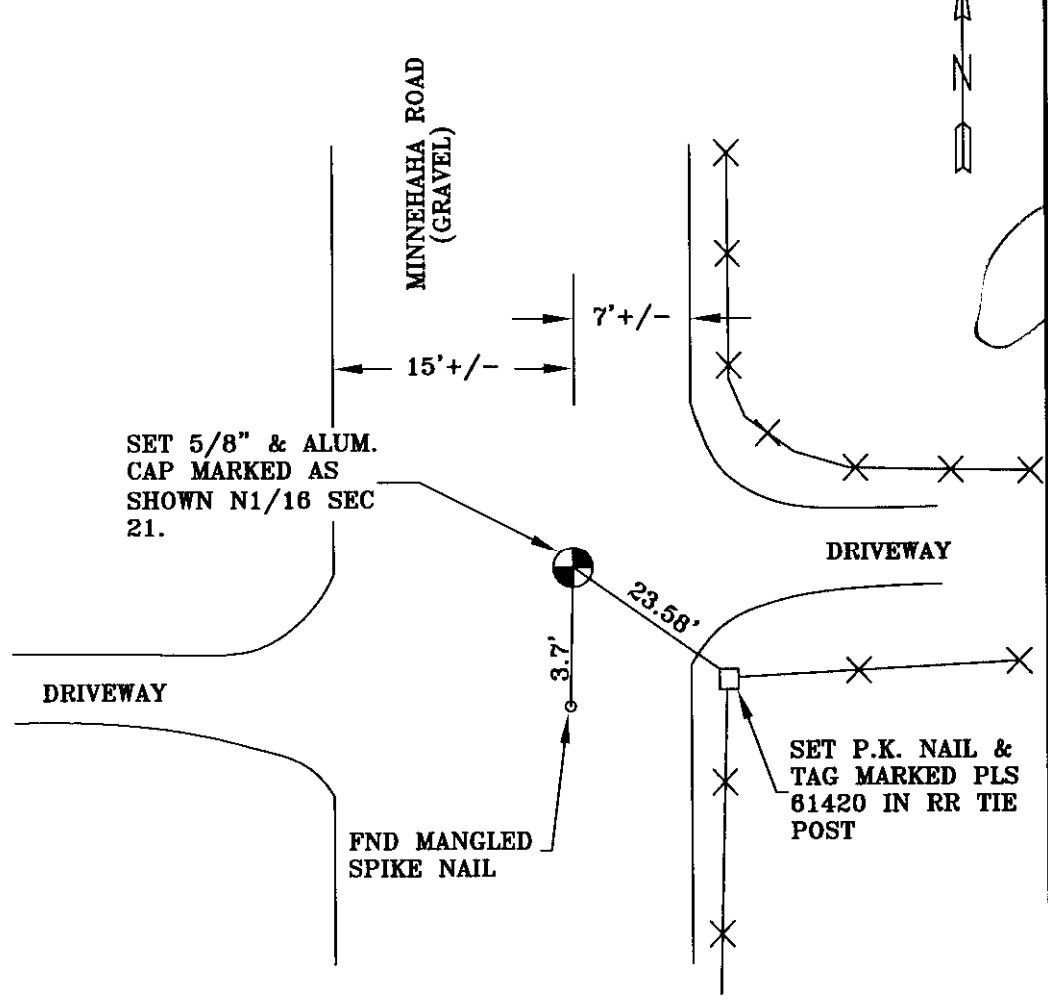 N
MINNEHAHA ROAD
(GRAVEL)
7'+/-
15'+/-
SET 5/8" & ALUM.
CAP MARKED AS
SHOWN N1/16 SEC
21.
DRIVEWAY
23.58'
3.7'
DRIVEWAY
SET P.K. NAIL &
TAG MARKED PLS
61420 IN RR TIE
POST
FND MANGLED
SPIKE NAIL